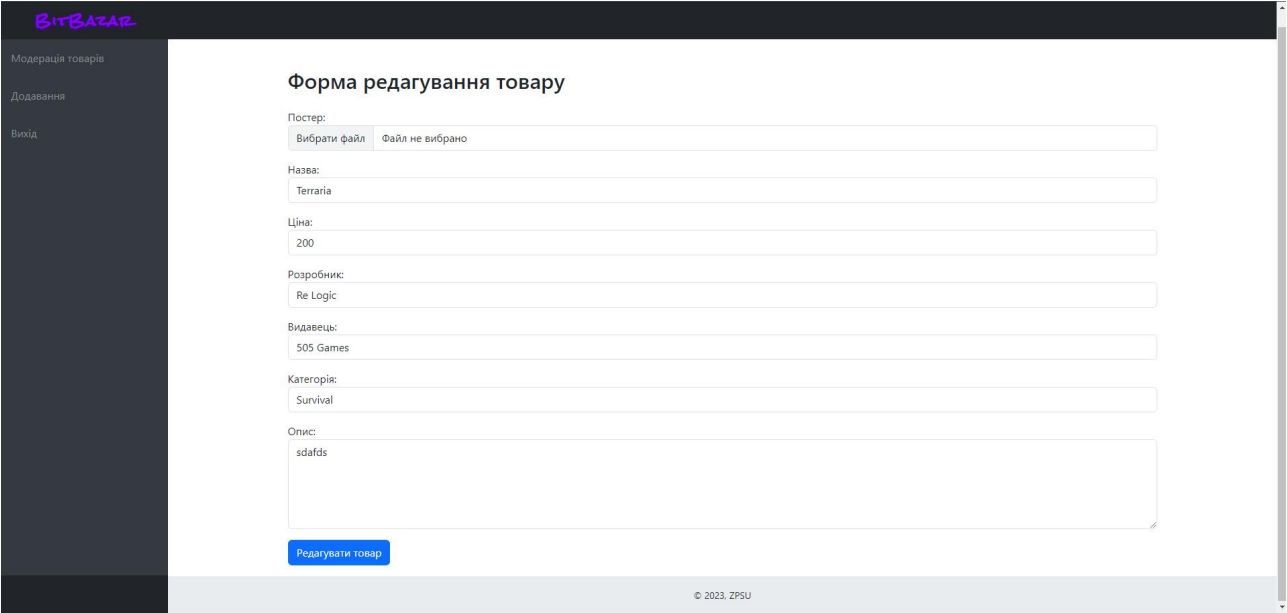 BitBazar
Модерація товарів
Додавання
Вихід
Форма редагування товару
Постер:
Вибрати файл Файл не вибрано
Назва:
Terraria
Ціна:
200
Розробник:
Re Logic
Видавець:
505 Games
Категорія:
Survival
Опис:
sdafds
Редагувати товар
© 2023, ZPSU